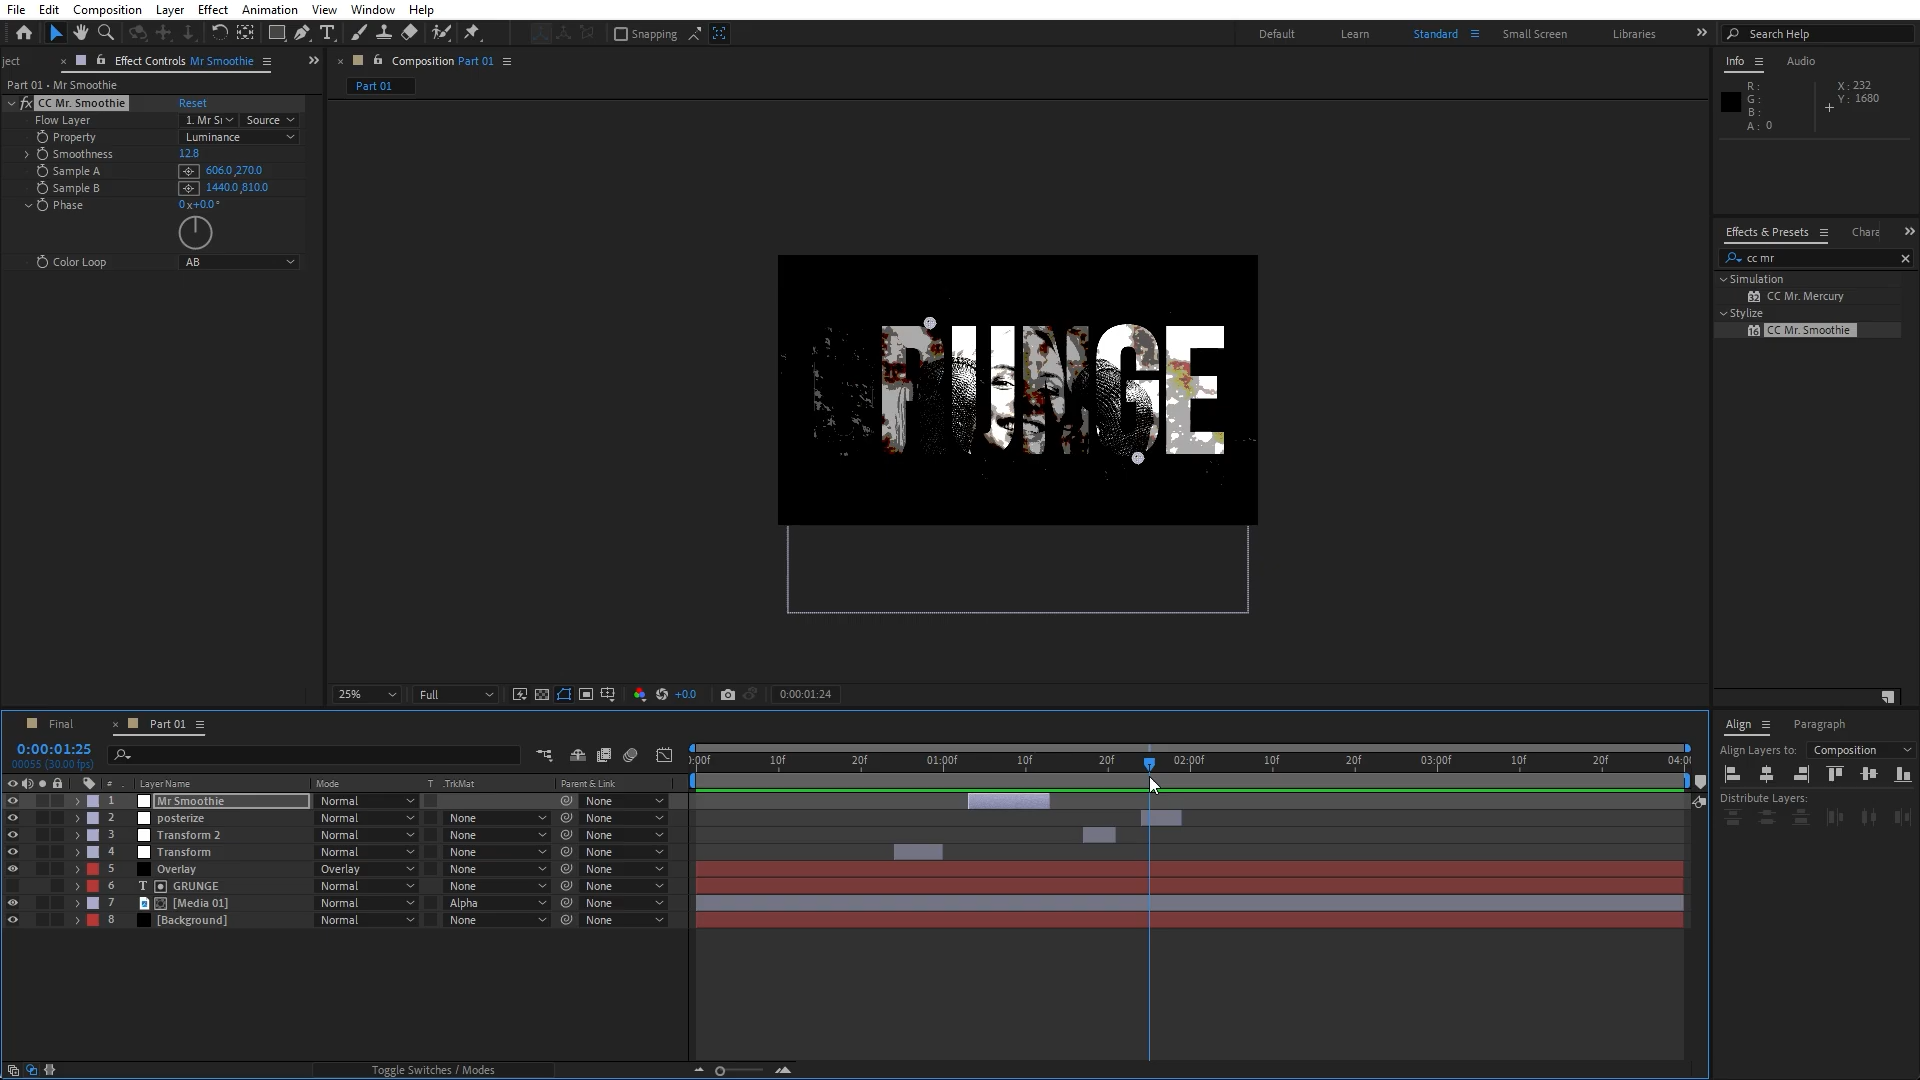 File Edit Composition Layer Effect Animation View Window Help
Snapping Default Learn Standard Small Screen Libraries Search Help
ject Effect Controls Mr Smoothie Composition Part 01 Info Audio
Part 01 • Mr Smoothie Part 01
fx CC Mr. Smoothie Reset
Flow Layer 1. Mr Si Source
Property Luminance
Smoothness 12.8
Sample A 606.0,270.0
Sample B 1440.0,810.0
Phase 0x+0.0°
Color Loop AB
R: X: 232
G: Y: 1680
B:
A: 0
Effects & Presets Chara
cc mr
Simulation
32 CC Mr. Mercury
Stylize
16 CC Mr. Smoothie
RUNGE
25% Full +0.0 0:00:01:24
Final Part 01 Align Paragraph
0:00:01:25
00055 (30.00 fps)
Align Layers to: Composition
Distribute Layers:
:00f 10f 20f 01:00f 10f 20f 02:00f 10f 20f 03:00f 10f 20f 04:00
# Layer Name Mode T .TrkMat Parent & Link
1 Mr Smoothie Normal None
2 posterize Normal None None
3 Transform 2 Normal None None
4 Transform Normal None None
5 Overlay Overlay None None
6 T GRUNGE Normal None None
7 [Media 01] Normal Alpha None
8 [Background] Normal None None
Toggle Switches / Modes